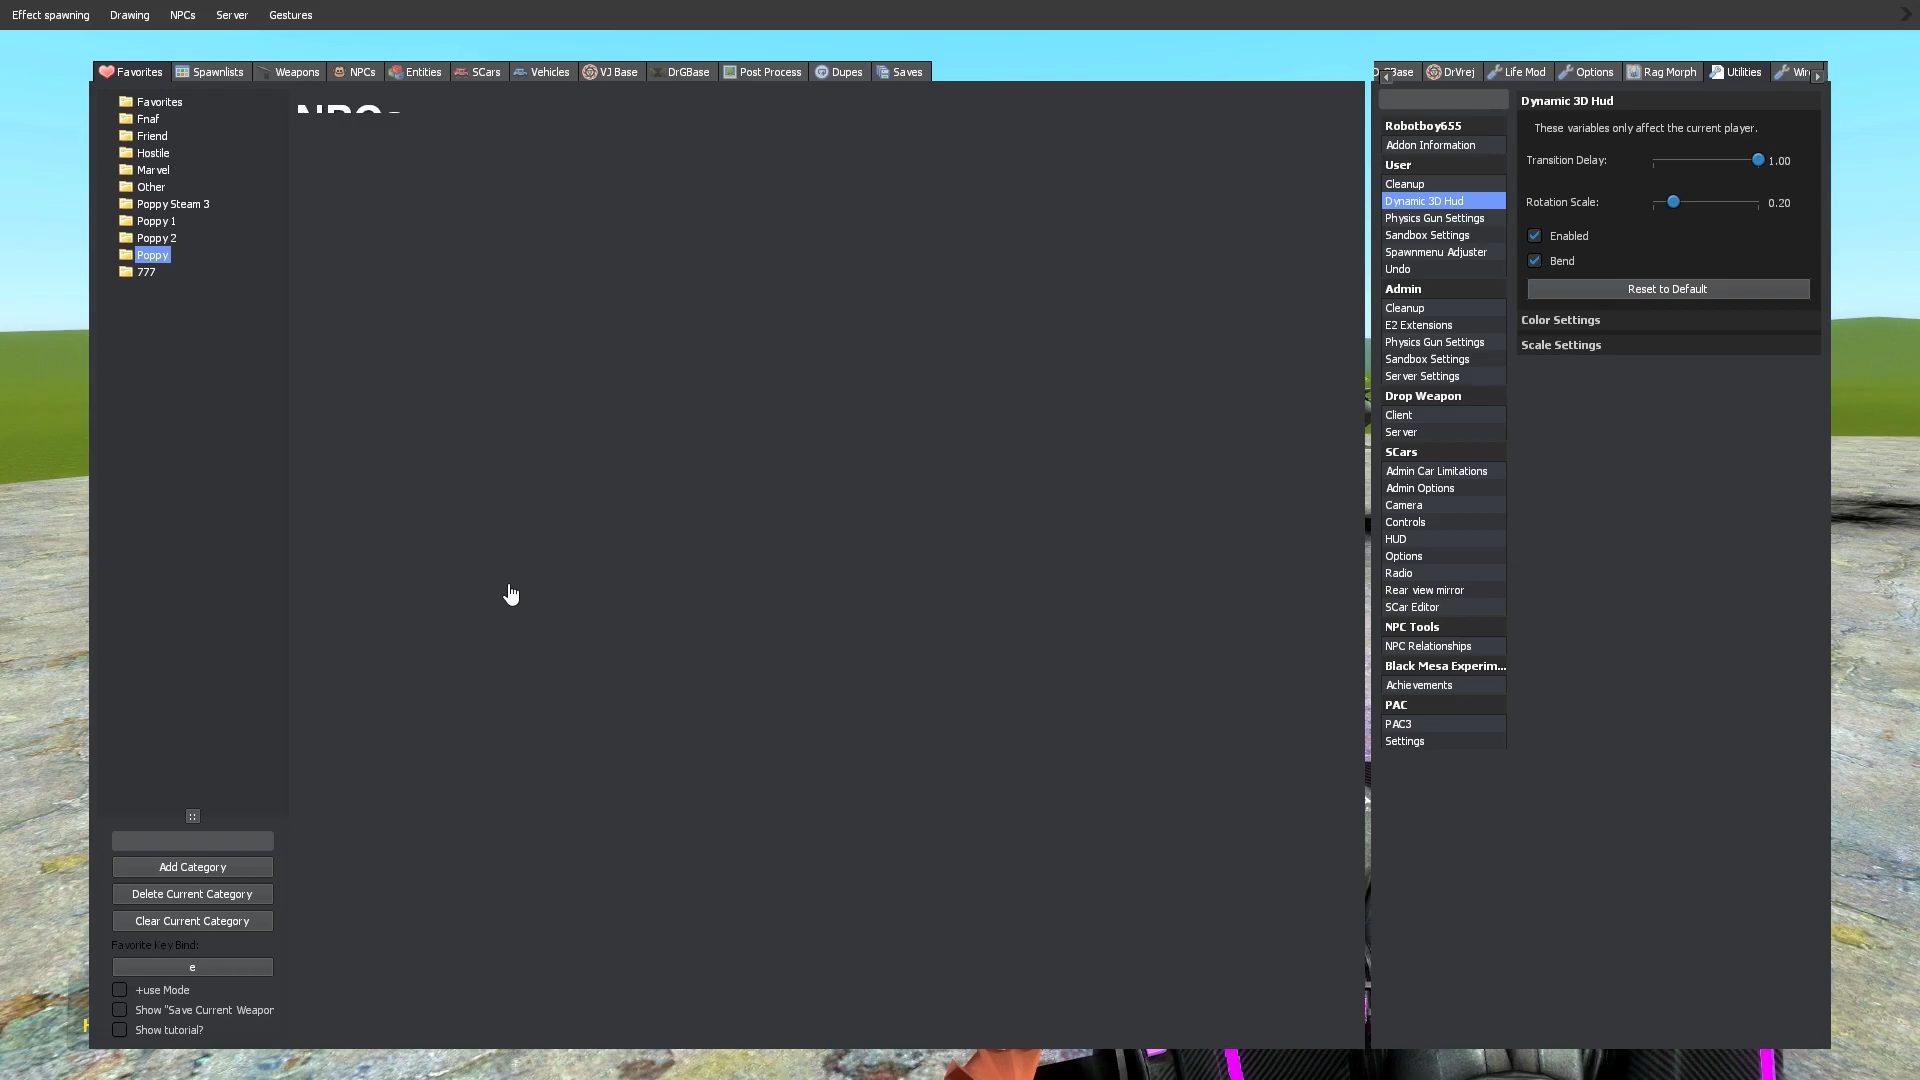 Effect spawning Drawing NPCs Server Gestures
Favorites Spawnlists Weapons NPCs Entities SCars Vehicles VJ Base DrGBase Post Process Dupes Saves
Base DrVrej Life Mod Options Rag Morph Utilities
Favorites
Fnaf
Friend
Hostile
Marvel
Other
Poppy Steam 3
Poppy 1
Poppy 2
Poppy
777
NPCs
Add Category
Delete Current Category
Clear Current Category
Favorite Key Bind:
e
+use Mode
Show "Save Current Weapon
Show tutorial?
Robotboy655
Addon Information
User
Cleanup
Dynamic 3D Hud
Physics Gun Settings
Sandbox Settings
Spawnmenu Adjuster
Undo
Admin
Cleanup
E2 Extensions
Physics Gun Settings
Sandbox Settings
Server Settings
Drop Weapon
Client
Server
SCars
Admin Car Limitations
Admin Options
Camera
Controls
HUD
Options
Radio
Rear view mirror
SCar Editor
NPC Tools
NPC Relationships
Black Mesa Experim...
Achievements
PAC
PAC3
Settings
Dynamic 3D Hud
These variables only affect the current player.
Transition Delay: 1.00
Rotation Scale: 0.20
Enabled
Bend
Reset to Default
Color Settings
Scale Settings